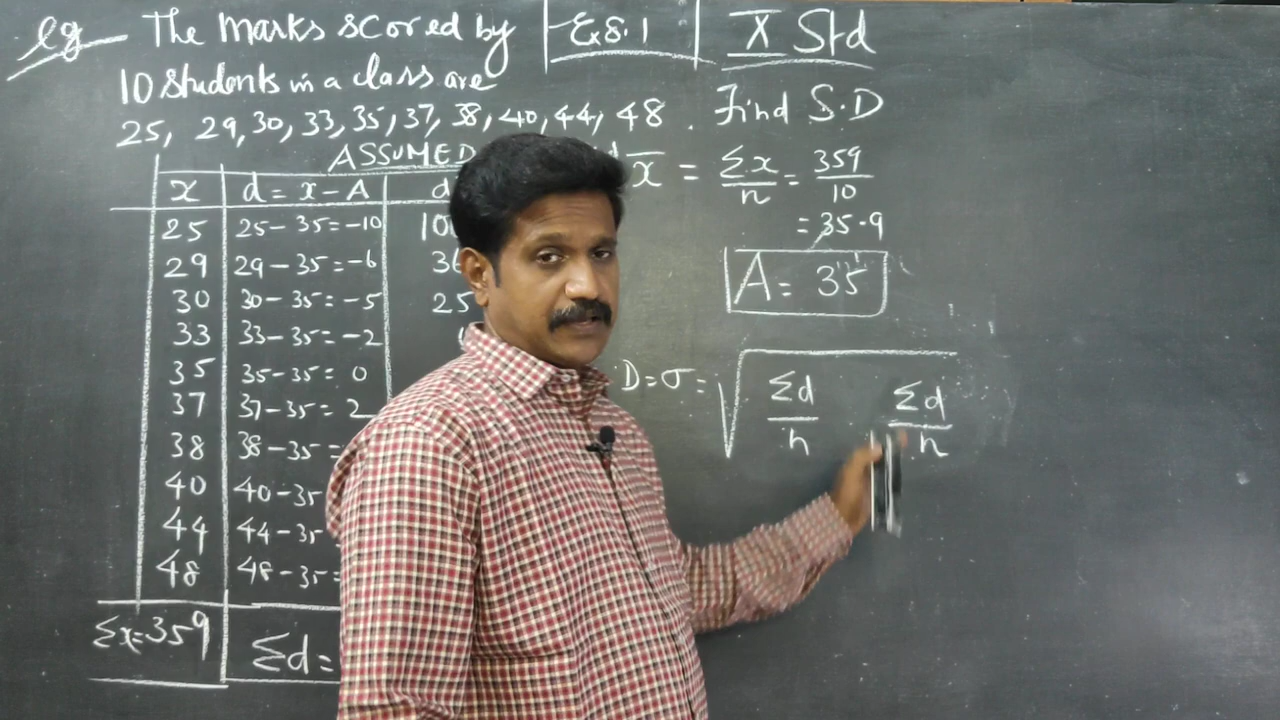 eg The marks scored by Ex 8.1 X Std
10 students in a class are
25, 29, 30, 33, 35, 37, 38, 40, 44, 48. Find S.D
ASSUMED
x̄ = Σx/n = 359/10
= 35.9
A = 35
x d = x - A d
25 25 - 35 = -10 10
29 29 - 35 = -6 36
30 30 - 35 = -5 25
33 33 - 35 = -2
35 35 - 35 = 0
37 37 - 35 = 2
38 38 - 35 =
40 40 - 35
44 44 - 35
48 48 - 35 =
Σx = 359 Σd =
D = σ = √ Σd/n Σd/n